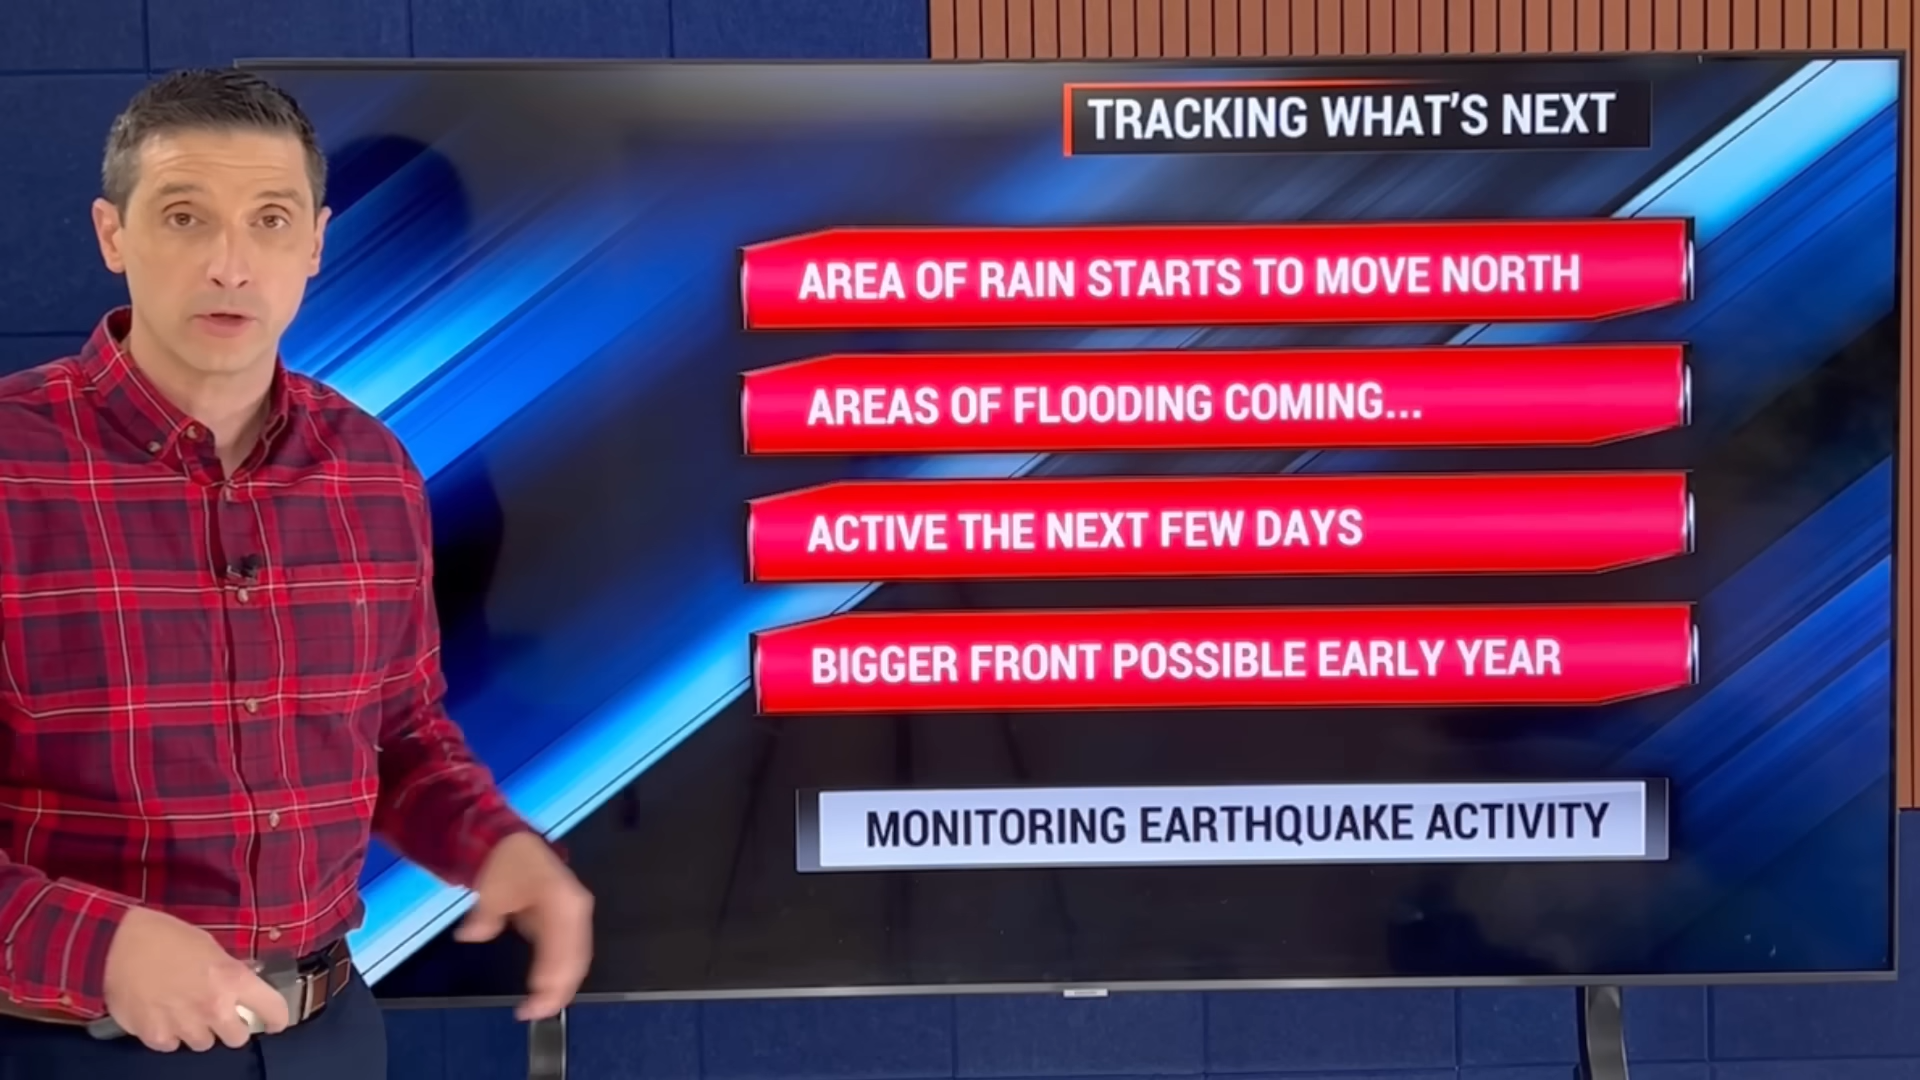 TRACKING WHAT'S NEXT
AREA OF RAIN STARTS TO MOVE NORTH
AREAS OF FLOODING COMING...
ACTIVE THE NEXT FEW DAYS
BIGGER FRONT POSSIBLE EARLY YEAR
MONITORING EARTHQUAKE ACTIVITY